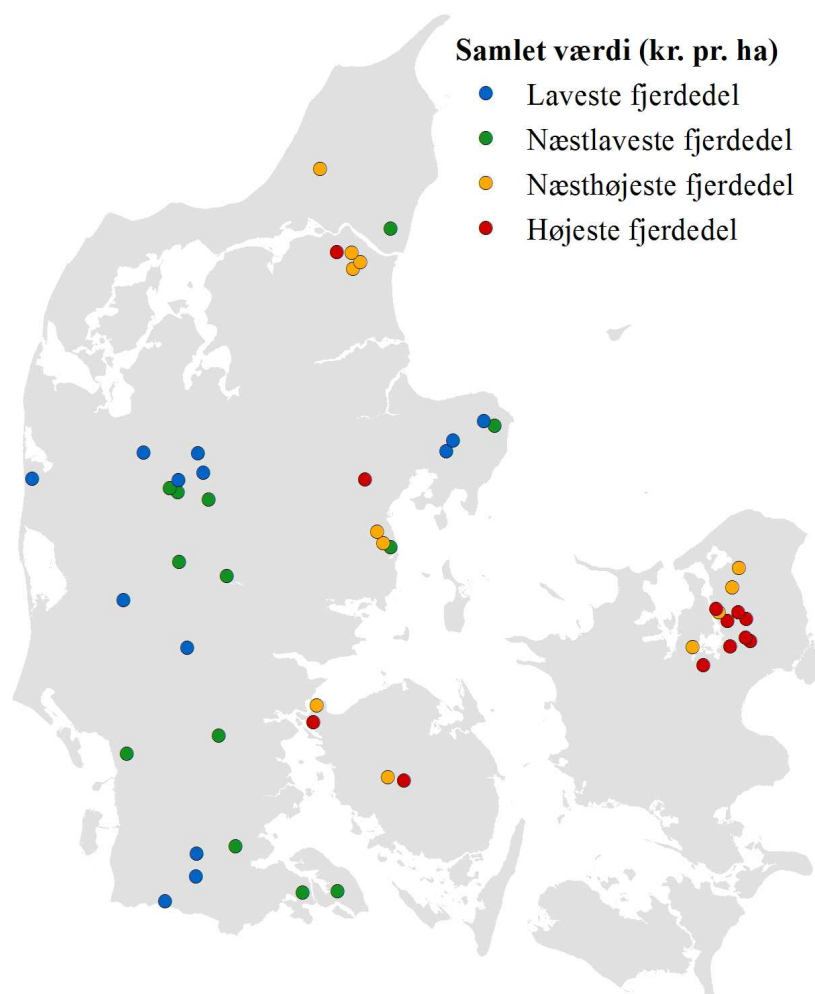 Samlet værdi (kr. pr. ha)
Laveste fjerdedel
Næstlaveste fjerdedel
Næsthøjeste fjerdedel
Højeste fjerdedel